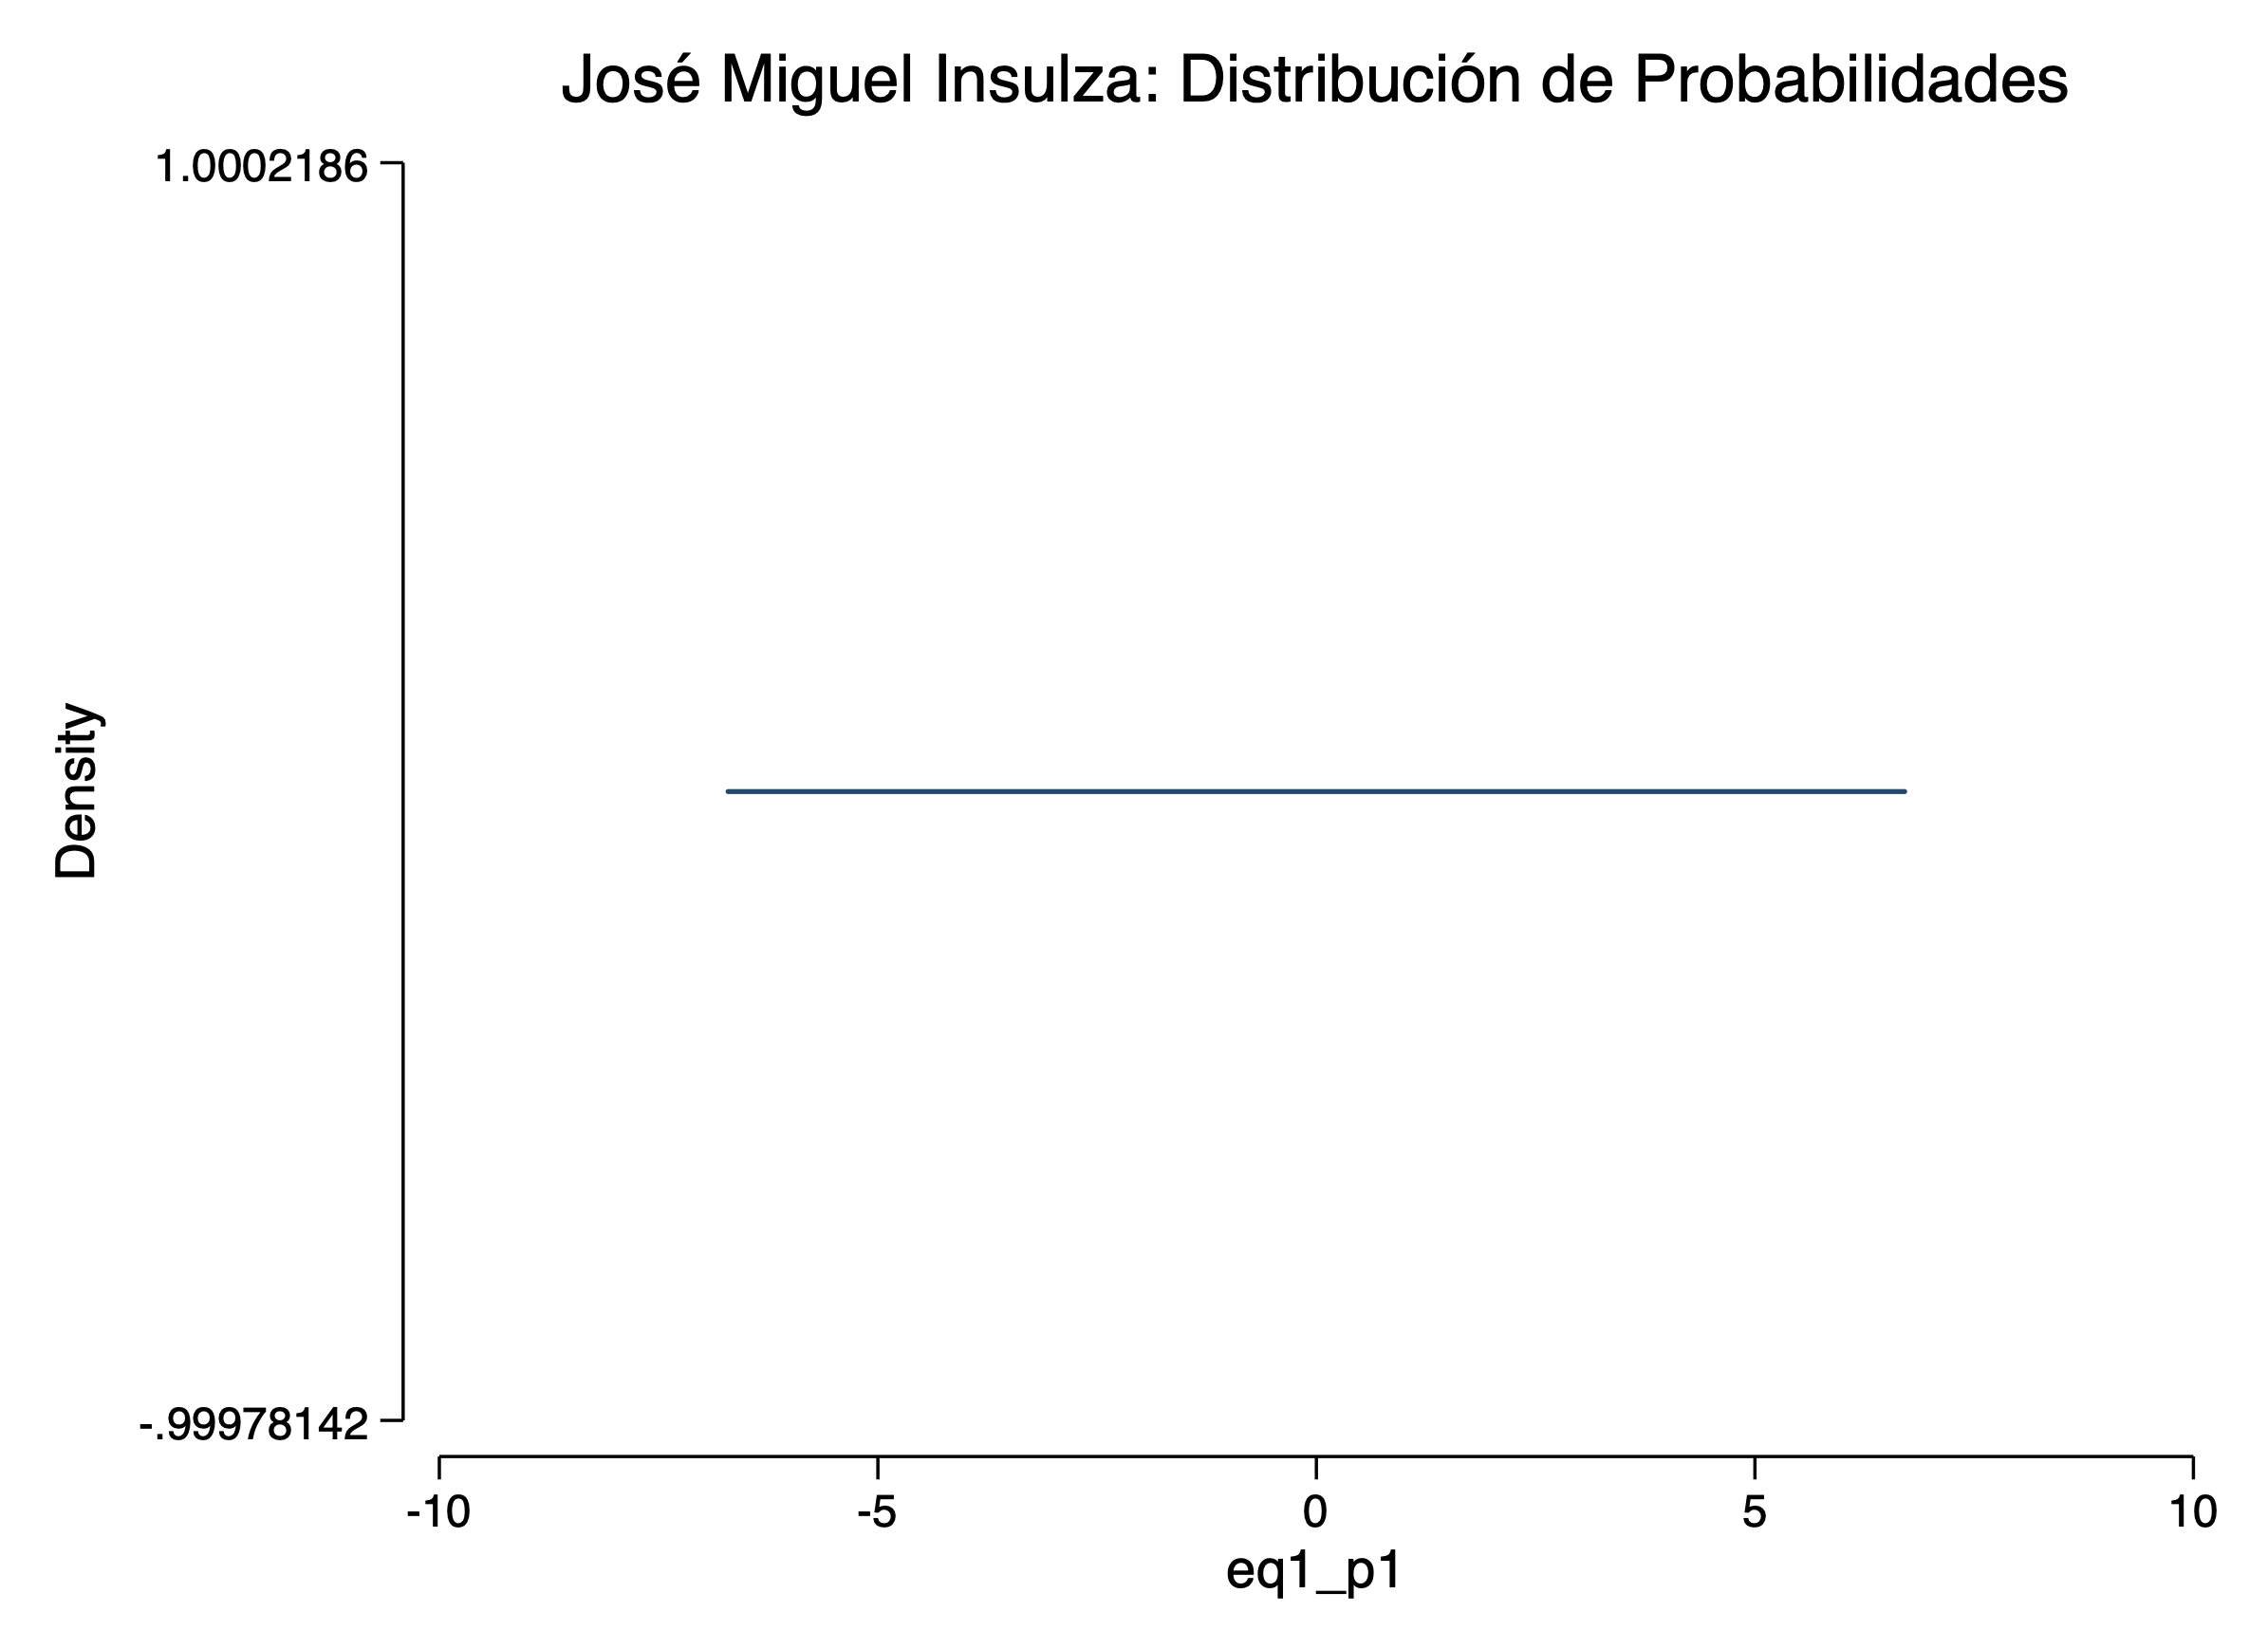 José Miguel Insulza: Distribución de Probabilidades
1.0002186
Density
-.99978142
-10 -5 0 5 10
eq1_p1